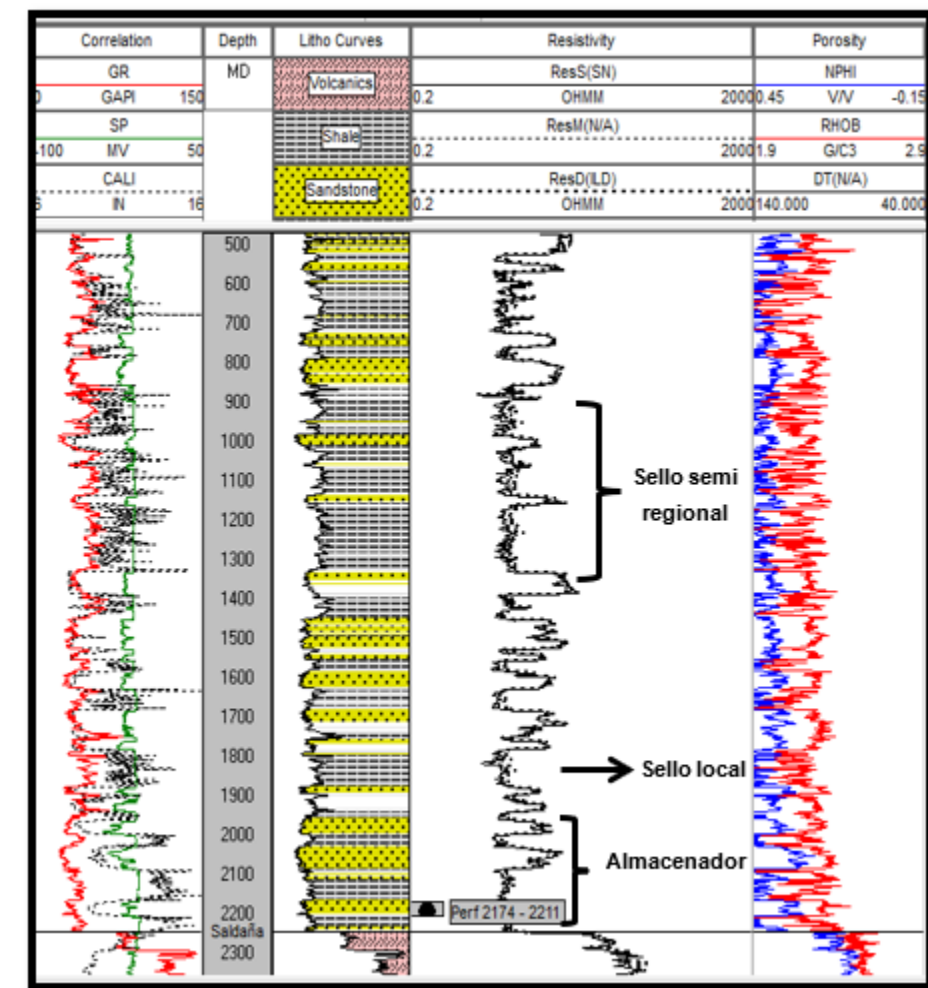 Correlation Depth Litho Curves Resistivity Porosity
GR MD Volcanics ResS(SN) NPHI
0 GAPI 150 0.2 OHMM 2000 0.45 V/V -0.15
SP Shale ResM(N/A) RHOB
-100 MV 50 0.2 2000 1.9 G/C3 2.9
CALI Sandstone ResD(ILD) DT(N/A)
6 IN 16 0.2 OHMM 2000 140.000 40.000
500
600
700
800
900
1000
1100
Sello semi
regional
1200
1300
1400
1500
1600
1700
1800
Sello local
1900
2000
2100
Almacenador
2200
Perf 2174 - 2211
Saldaña
2300